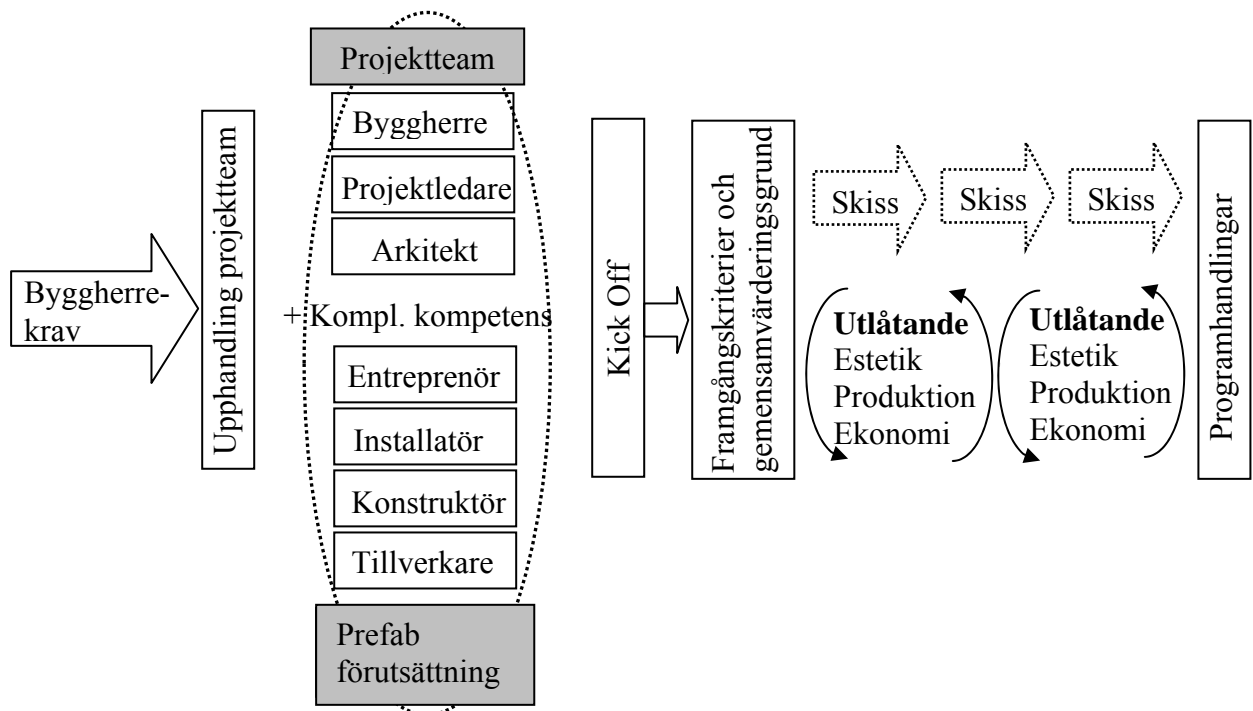 Byggherre-
krav
Upphandling projektteam
Projektteam
Byggherre
Projektledare
Arkitekt
+ Kompl. kompetens
Entreprenör
Installatör
Konstruktör
Tillverkare
Prefab
förutsättning
Kick Off
Framgångskriterier och
gemensamvärderingsgrund
Skiss
Skiss
Skiss
Utlåtande
Estetik
Produktion
Ekonomi
Utlåtande
Estetik
Produktion
Ekonomi
Programhandlingar